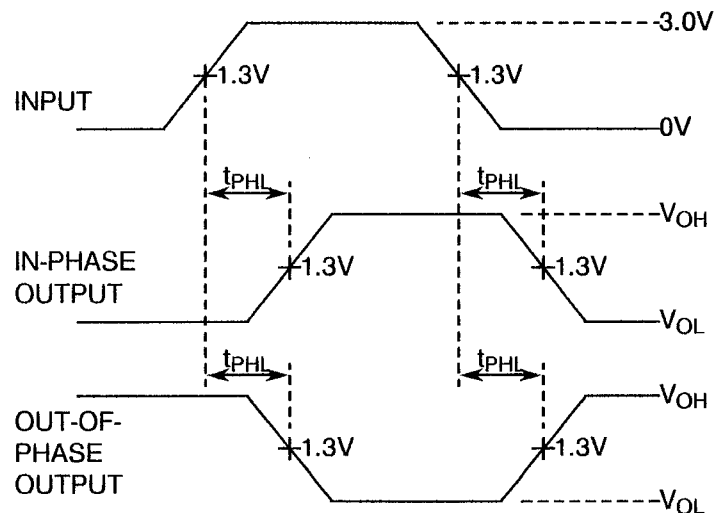 3.0V
1.3V
1.3V
INPUT
0V
tPHL
tPHL
VOH
IN-PHASE
OUTPUT
1.3V
1.3V
VOL
tPHL
tPHL
VOH
OUT-OF-
PHASE
OUTPUT
1.3V
1.3V
VOL